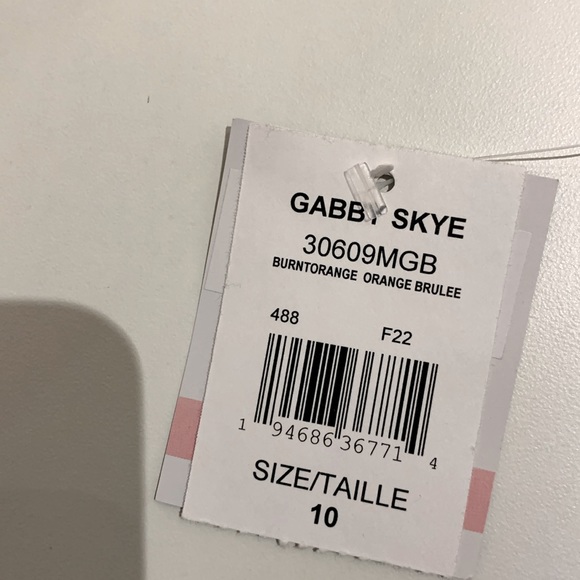 GABBY SKYE
30609MGB
BURNTORANGE ORANGE BRULEE
488 F22
1 94686 36771 4
SIZE/TAILLE
10